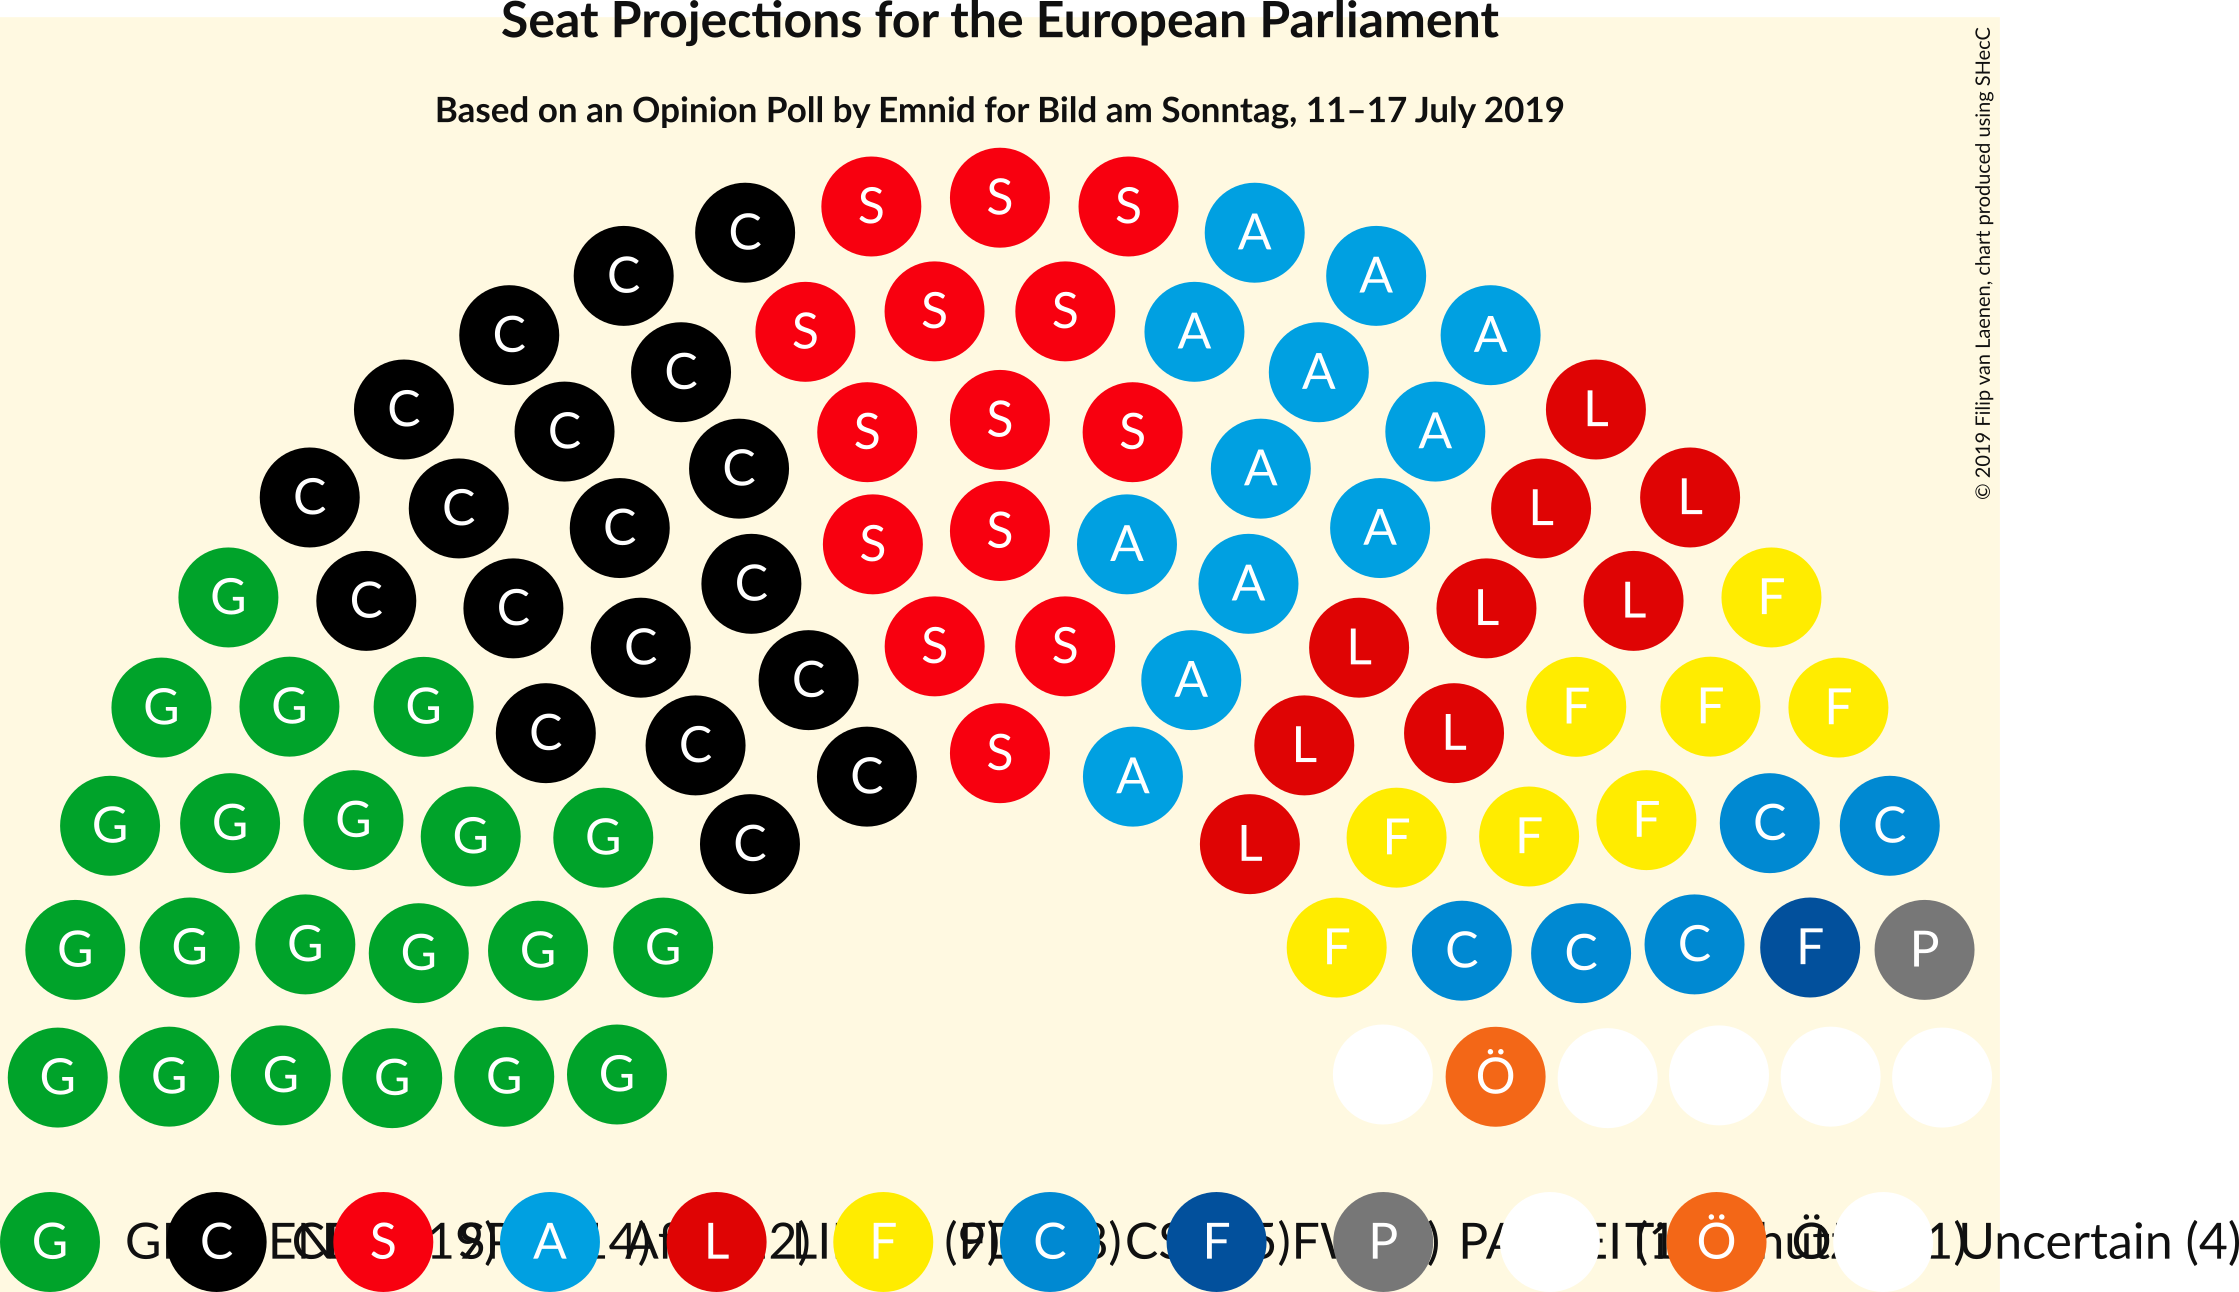 Seat Projections for the European Parliament
Based on an Opinion Poll by Emnid for Bild am Sonntag, 11–17 July 2019
© 2019 Filip van Laenen, chart produced using SHecC
S S S
C A
C A
S S
C S A A
C A
C A
C L
S S S
C A
C A
C A
C L
C L
C L
S S S
C A
G C C C A L L F
S S
C A
G G G C C L F F F
C A
G G G G G C L F F F C C
G G G G G G F C C C F P
G G G G G G Ö
G C S A L F C F P Ö Uncertain (4)